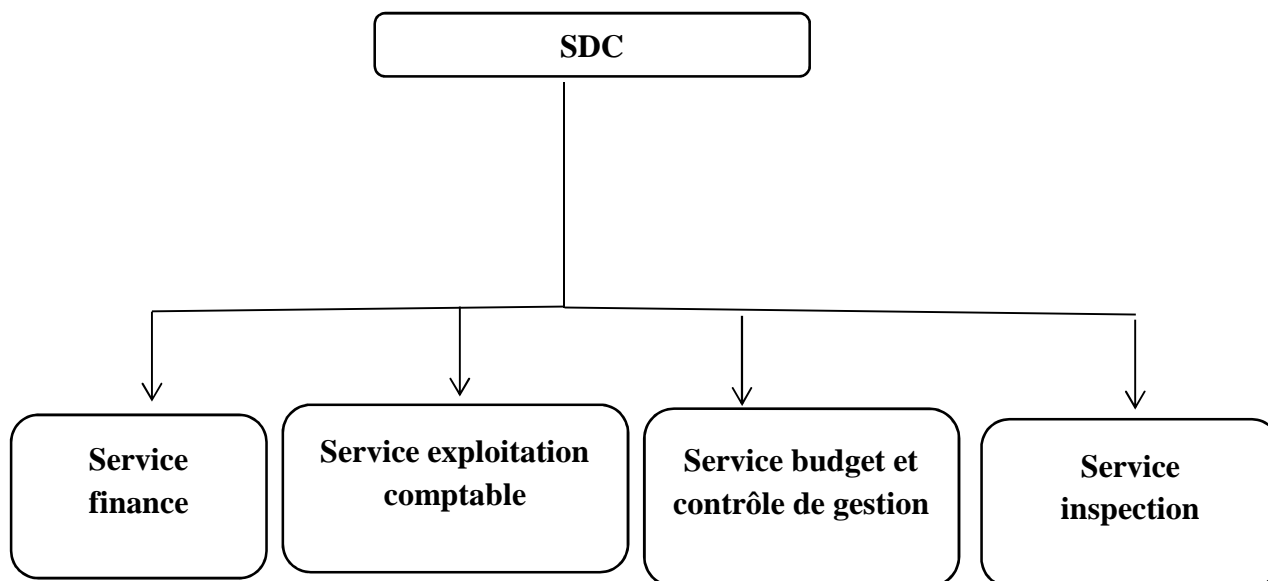 SDC
Service
finance
Service exploitation
comptable
Service budget et
contrôle de gestion
Service
inspection